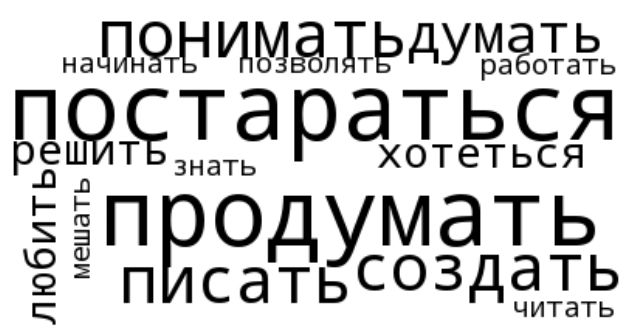 понимать думать
начинать позволять работать
постараться
решить знать хотеться
любить
мешать
продумать
писать создать
читать